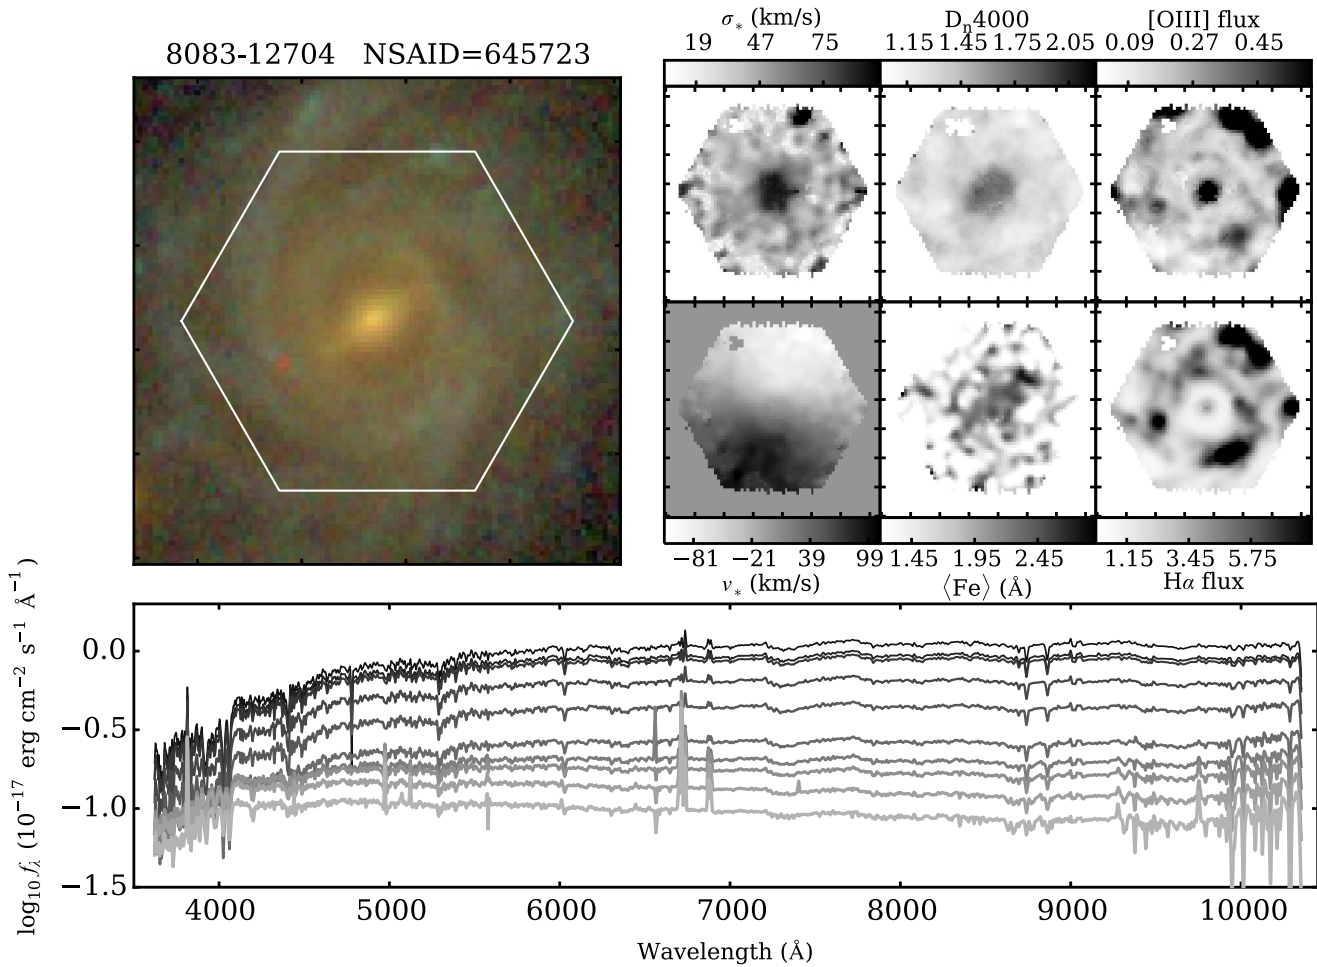 8083-12704 NSAID=645723
σ* (km/s)
19 47 75
Dn4000
1.15 1.45 1.75 2.05
[OIII] flux
0.09 0.27 0.45
−81 −21 39 99
v* (km/s)
1.45 1.95 2.45
⟨Fe⟩ (Å)
1.15 3.45 5.75
Hα flux
log10 fλ (10−17 erg cm−2 s−1 Å−1)
0.0
−0.5
−1.0
−1.5
4000 5000 6000 7000 8000 9000 10000
Wavelength (Å)